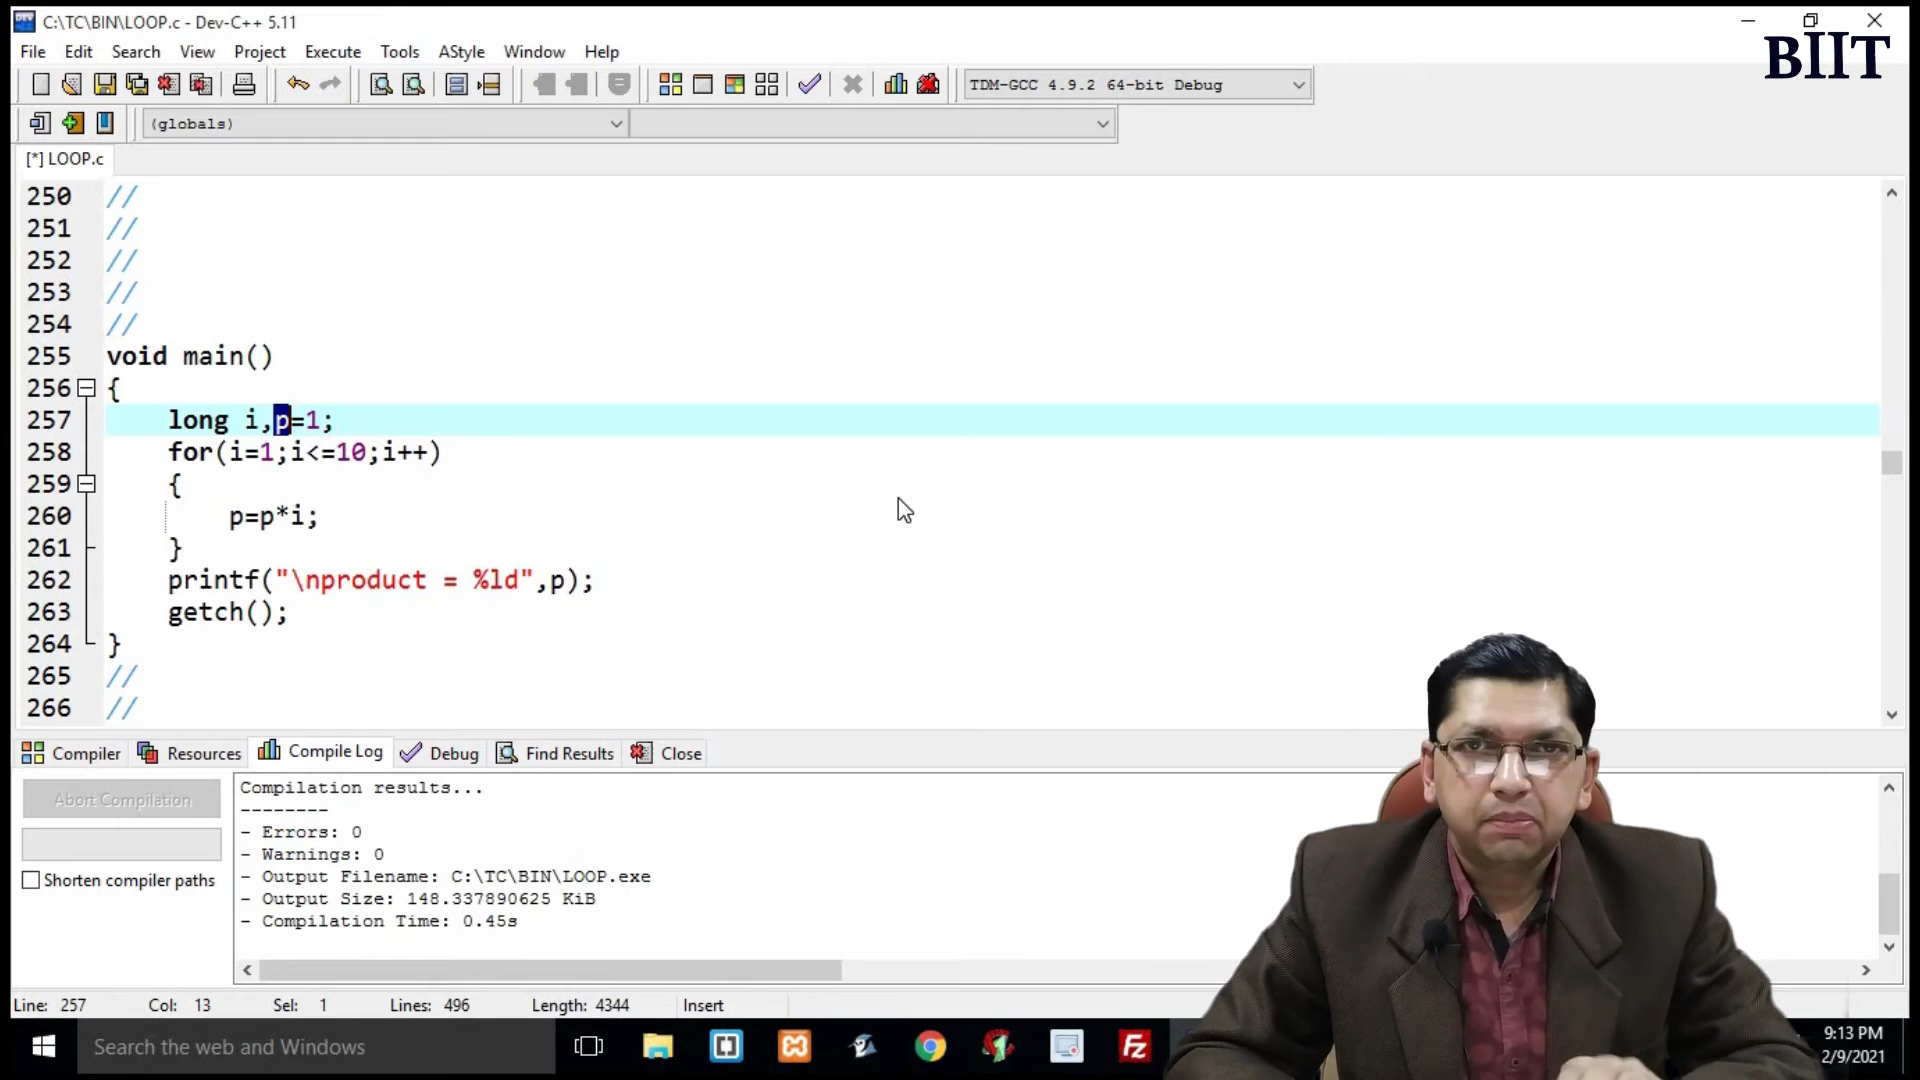 C:\TC\BIN\LOOP.c - Dev-C++ 5.11
BIIT
File Edit Search View Project Execute Tools AStyle Window Help
TDM-GCC 4.9.2 64-bit Debug
(globals)
[*] LOOP.c
250 //
251 //
252 //
253 //
254 //
255 void main()
256 {
257 long i,p=1;
258 for(i=1;i<=10;i++)
259 {
260 p=p*i;
261 }
262 printf("\nproduct = %ld",p);
263 getch();
264 }
265 //
266 //
Compiler Resources Compile Log Debug Find Results Close
Abort Compilation
Shorten compiler paths
Compilation results...
--------
- Errors: 0
- Warnings: 0
- Output Filename: C:\TC\BIN\LOOP.exe
- Output Size: 148.337890625 KiB
- Compilation Time: 0.45s
Line: 257 Col: 13 Sel: 1 Lines: 496 Length: 4344 Insert
Search the web and Windows
Fz
9:13 PM
2/9/2021